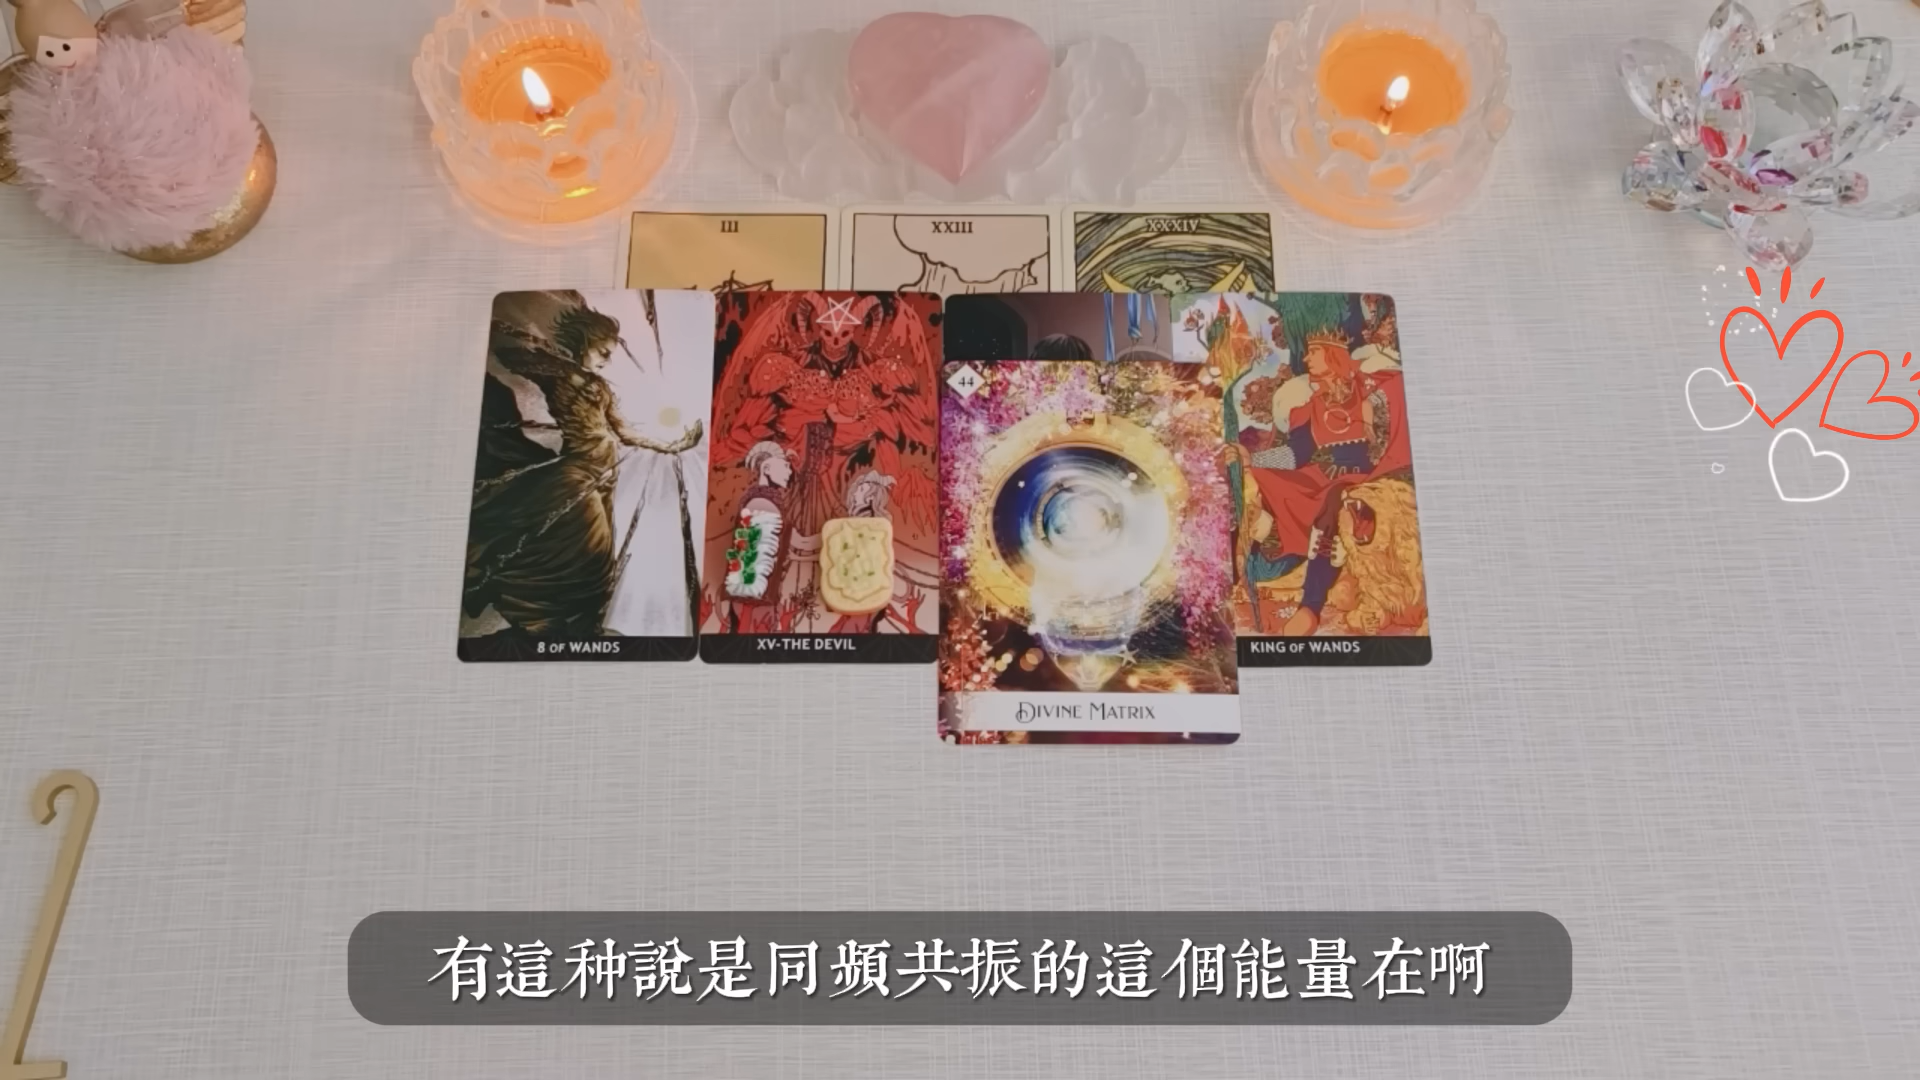 III
XXIII
XXXIV
44
8 OF WANDS
XV-THE DEVIL
KING OF WANDS
DIVINE MATRIX
有這种說是同頻共振的這個能量在啊